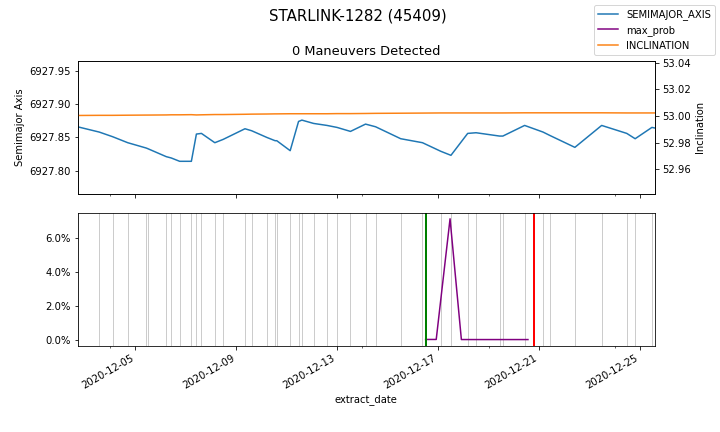 STARLINK-1282 (45409)
SEMIMAJOR_AXIS
max_prob
INCLINATION
0 Maneuvers Detected
6927.95
6927.90
6927.85
6927.80
Semimajor Axis
53.04
53.02
53.00
52.98
52.96
Inclination
6.0%
4.0%
2.0%
0.0%
2020-12-05
2020-12-09
2020-12-13
2020-12-17
2020-12-21
2020-12-25
extract_date